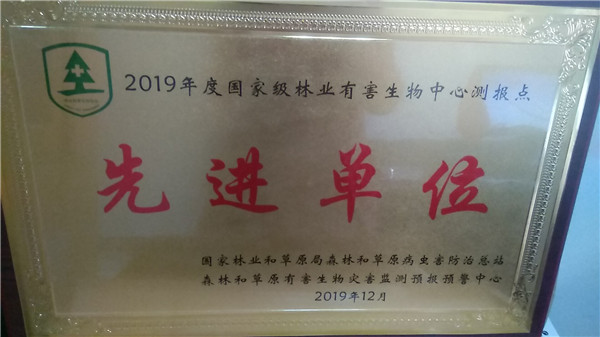 2019年度国家级林业有害生物中心测报点
先进单位
国家林业和草原局森林和草原病虫害防治总站
森林和草原有害生物灾害监测预报预警中心
2019年12月